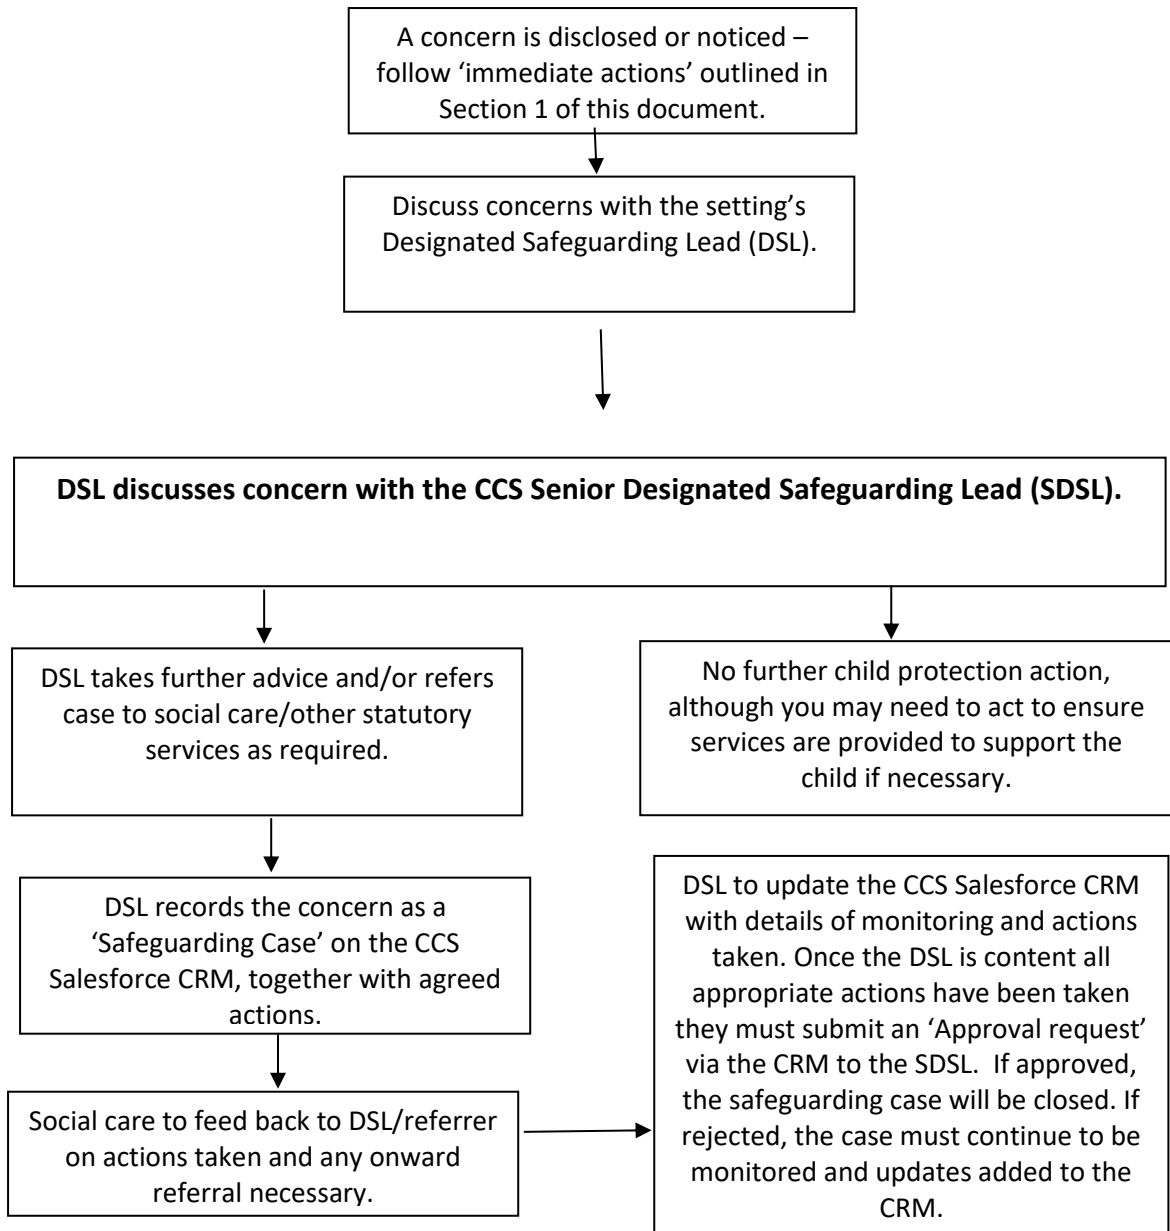 A concern is disclosed or noticed –
follow ‘immediate actions’ outlined in
Section 1 of this document.
Discuss concerns with the setting’s
Designated Safeguarding Lead (DSL).
DSL discusses concern with the CCS Senior Designated Safeguarding Lead (SDSL).
DSL takes further advice and/or refers
case to social care/other statutory
services as required.
No further child protection action,
although you may need to act to ensure
services are provided to support the
child if necessary.
DSL records the concern as a
‘Safeguarding Case’ on the CCS
Salesforce CRM, together with agreed
actions.
Social care to feed back to DSL/referrer
on actions taken and any onward
referral necessary.
DSL to update the CCS Salesforce CRM
with details of monitoring and actions
taken. Once the DSL is content all
appropriate actions have been taken
they must submit an ‘Approval request’
via the CRM to the SDSL.  If approved,
the safeguarding case will be closed. If
rejected, the case must continue to be
monitored and updates added to the
CRM.